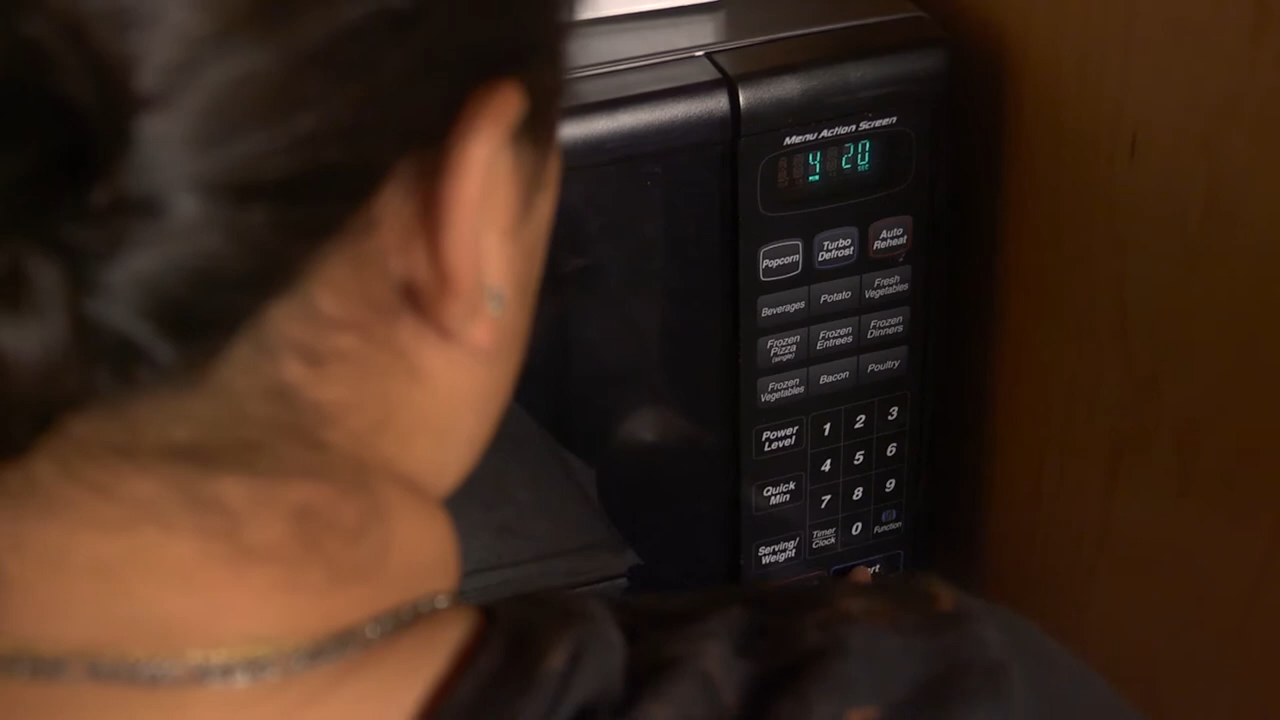 Menu Action Screen
4 20
MIN SEC
Popcorn
Turbo
Defrost
Auto
Reheat
Beverages
Potato
Fresh
Vegetables
Frozen
Pizza
(single)
Frozen
Entrees
Frozen
Dinners
Frozen
Vegetables
Bacon
Poultry
Power
Level
1 2 3
4 5 6
Quick
Min
7 8 9
Serving/
Weight
Timer
Clock
0
Function